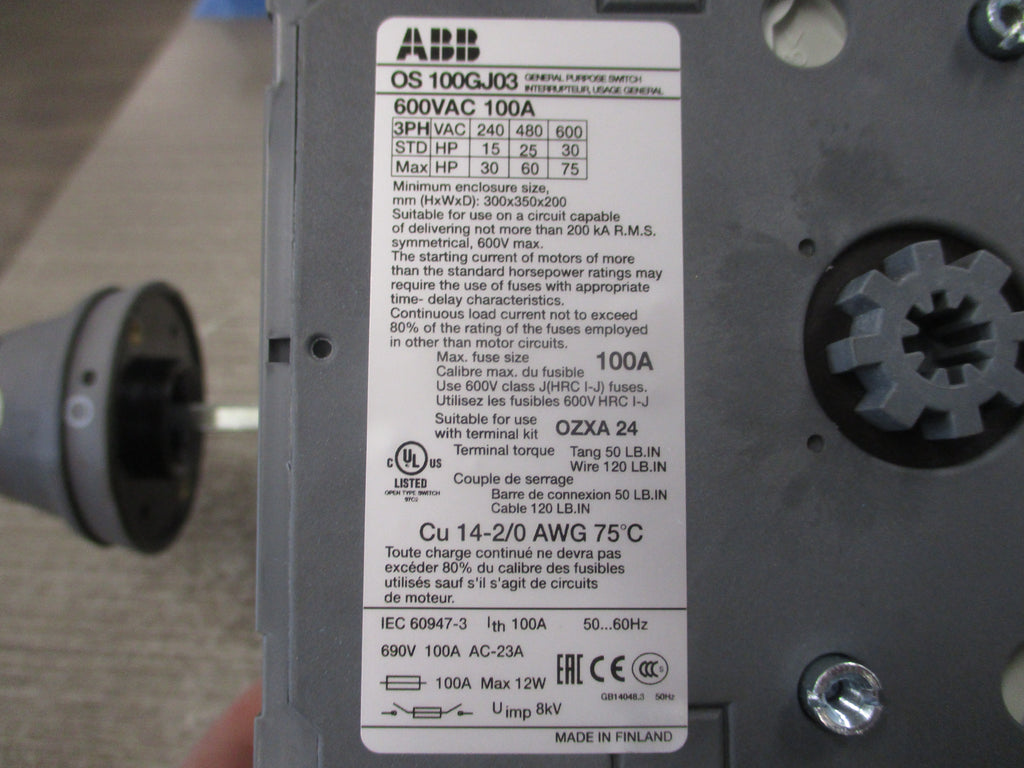 ABB
OS 100GJ03 GENERAL PURPOSE SWITCH
INTERRUPTEUR, USAGE GENERAL
600VAC 100A
3PH VAC 240 480 600
STD HP 15 25 30
Max HP 30 60 75
Minimum enclosure size,
mm (HxWxD): 300x350x200
Suitable for use on a circuit capable
of delivering not more than 200 kA R.M.S.
symmetrical, 600V max.
The starting current of motors of more
than the standard horsepower ratings may
require the use of fuses with appropriate
time- delay characteristics.
Continuous load current not to exceed
80% of the rating of the fuses employed
in other than motor circuits.
Max. fuse size 100A
Calibre max. du fusible
Use 600V class J(HRC I-J) fuses.
Utilisez les fusibles 600V HRC I-J
Suitable for use
with terminal kit OZXA 24
Terminal torque Tang 50 LB.IN
Wire 120 LB.IN
C UL US
LISTED
OPEN TYPE SWITCH
97C2
Couple de serrage
Barre de connexion 50 LB.IN
Cable 120 LB.IN
Cu 14-2/0 AWG 75°C
Toute charge continué ne devra pas
excéder 80% du calibre des fusibles
utilisés sauf s'il s'agit de circuits
de moteur.
IEC 60947-3 Ith 100A 50...60Hz
690V 100A AC-23A
100A Max 12W EAC CE CCC S
GB14048.3 50Hz
Uimp 8kV
MADE IN FINLAND